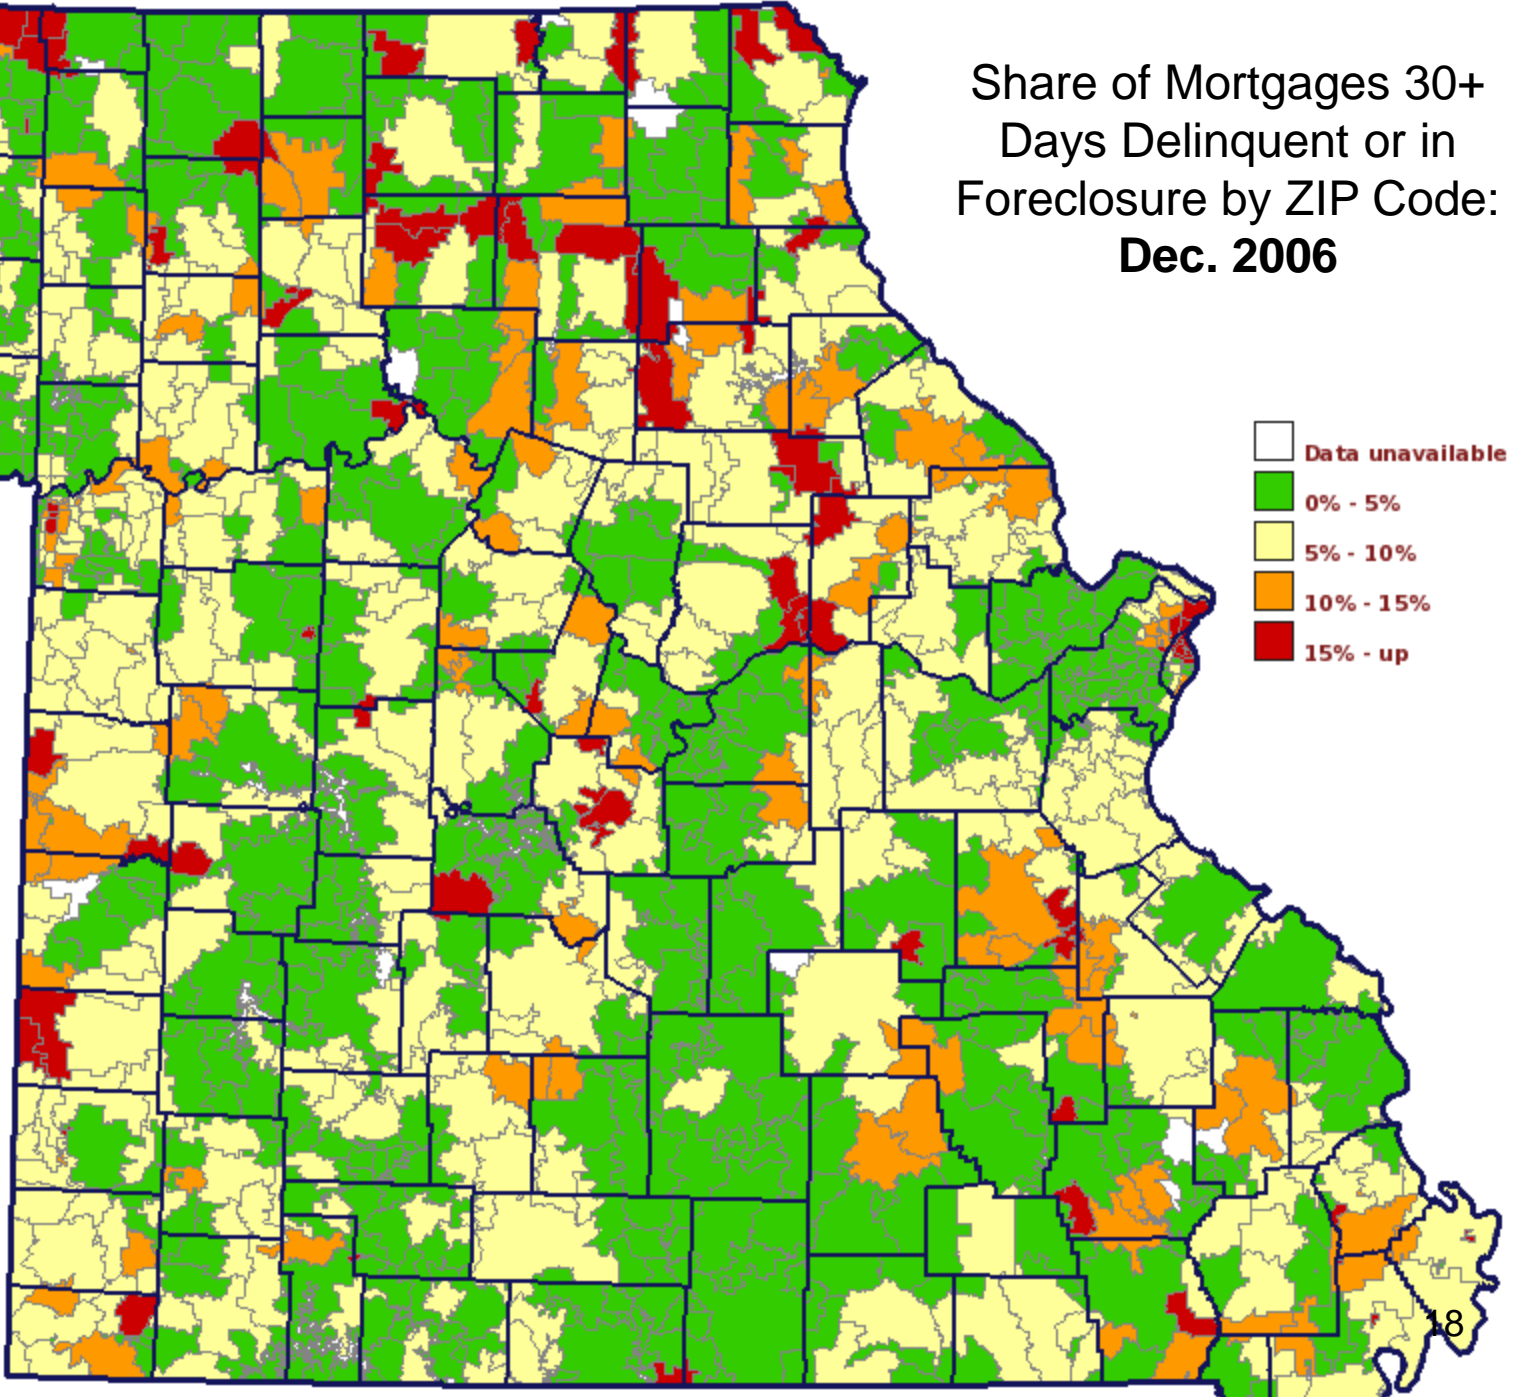 Share of Mortgages 30+
Days Delinquent or in
Foreclosure by ZIP Code:
Dec. 2006
Data unavailable
0% - 5%
5% - 10%
10% - 15%
15% - up
18